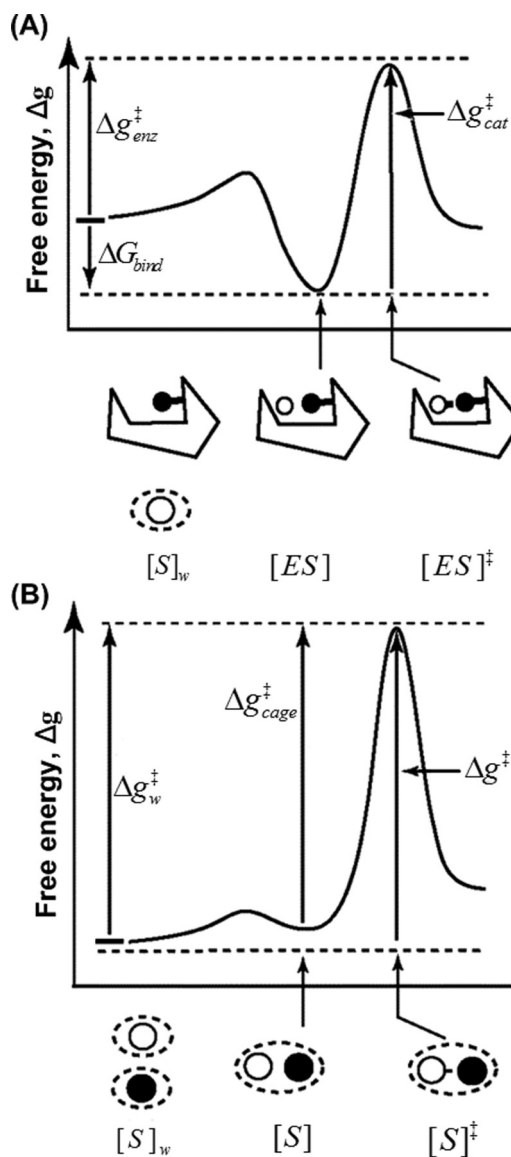 (A)
Free energy, Δg
Δg‡enz
ΔGbind
Δg‡cat
[S]w
[ES]
[ES]‡
(B)
Free energy, Δg
Δg‡w
Δg‡cage
Δg‡
[S]w
[S]
[S]‡